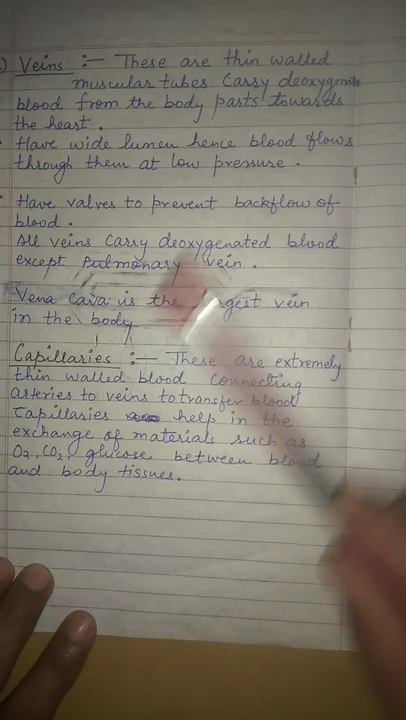 ) Veins :— These are thin walled
muscular tubes carry deoxygenate
blood from the body parts towards
the heart.
Have wide lumen hence blood flows
through them at low pressure.
Have valves to prevent backflow of
blood.
All veins carry deoxygenated blood
except Pulmonary vein.
Vena Cava is the vein
in the body
Capillaries :— These are extremely
thin walled blood connecting
arteries to veins to transfer blood
Capillaries help in the
exchange of materials such as
O2, CO2, glucose between blood
and body tissues.